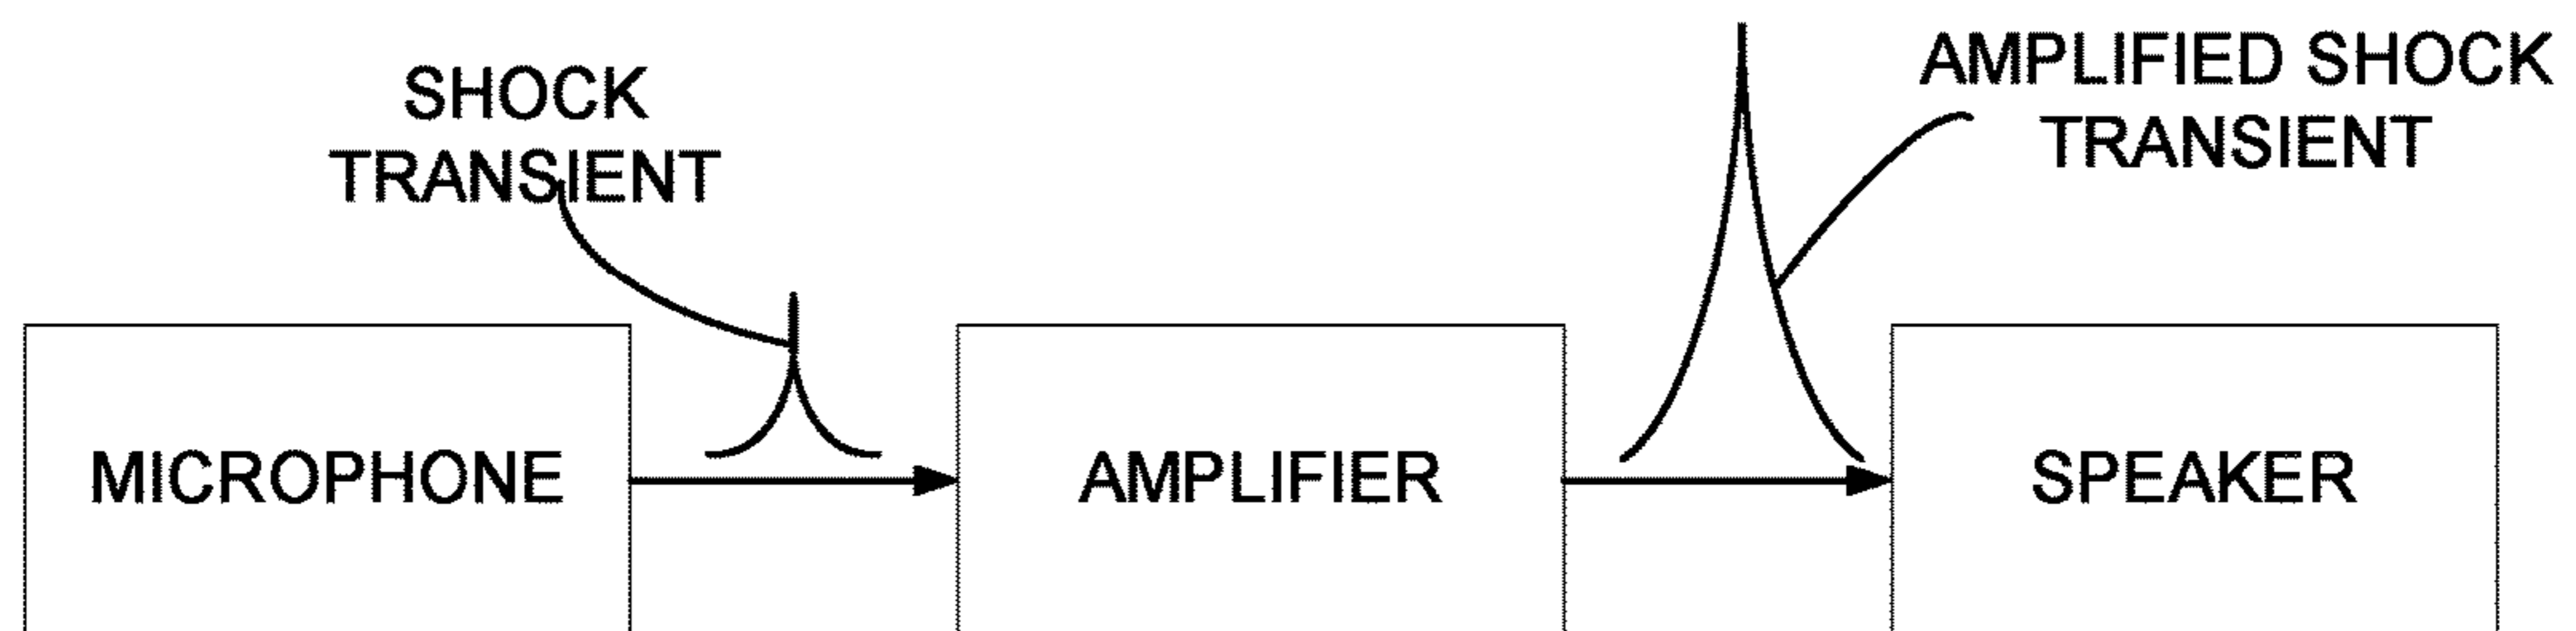 SHOCK
TRANSIENT
AMPLIFIED SHOCK
TRANSIENT
MICROPHONE
AMPLIFIER
SPEAKER